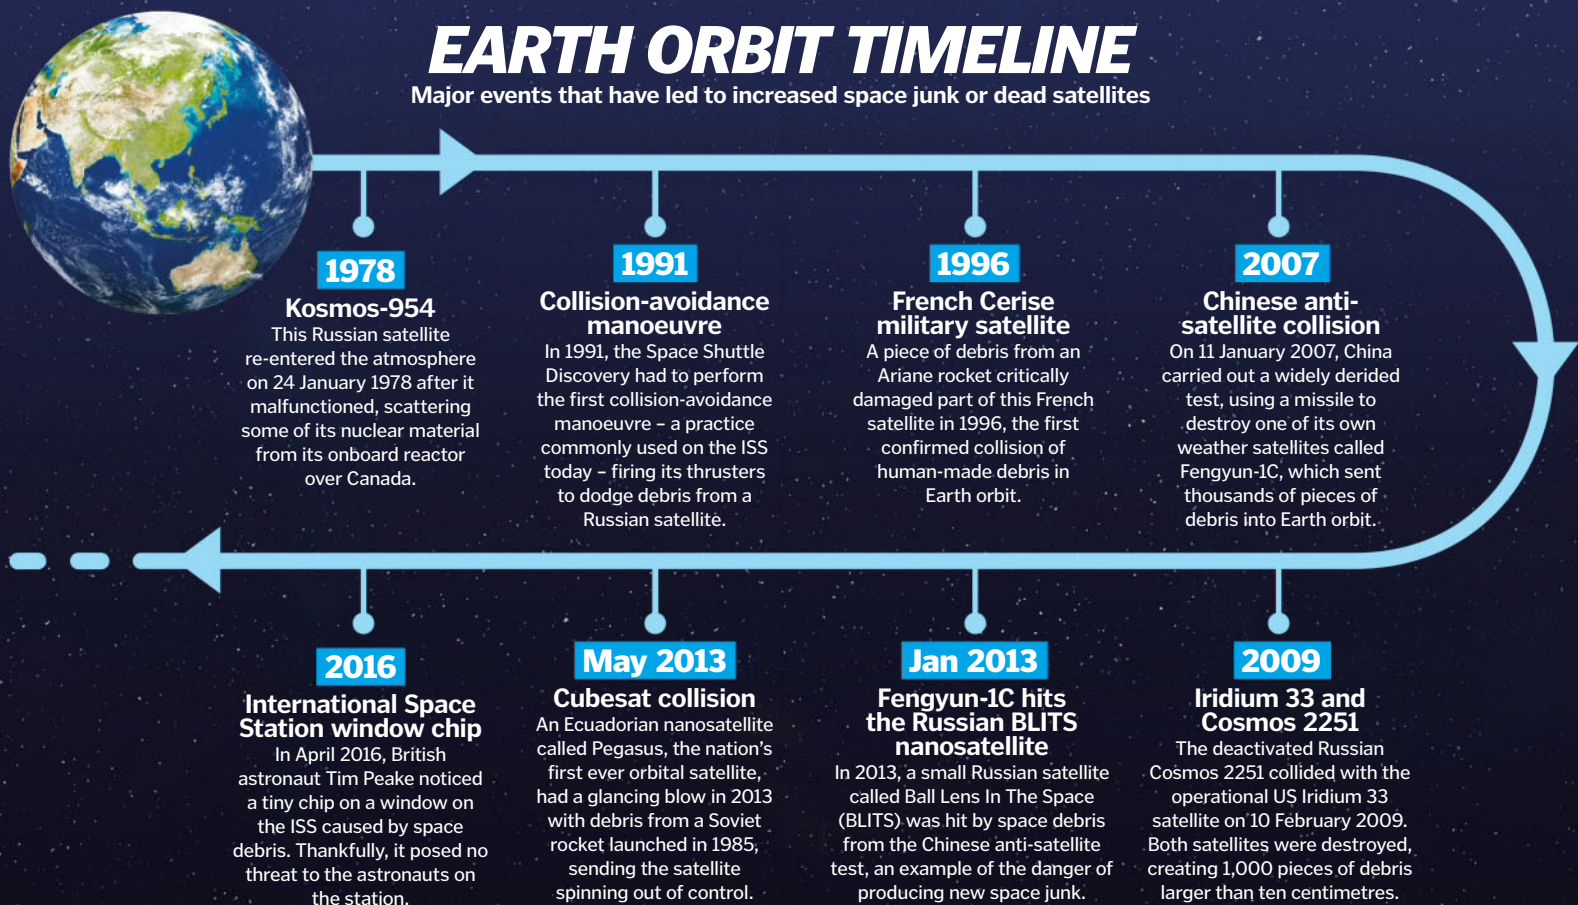 EARTH ORBIT TIMELINE
Major events that have led to increased space junk or dead satellites
1978
Kosmos-954
This Russian satellite
re-entered the atmosphere
on 24 January 1978 after it
malfunctioned, scattering
some of its nuclear material
from its onboard reactor
over Canada.
1991
Collision-avoidance
manoeuvre
In 1991, the Space Shuttle
Discovery had to perform
the first collision-avoidance
manoeuvre – a practice
commonly used on the ISS
today – firing its thrusters
to dodge debris from a
Russian satellite.
1996
French Cerise
military satellite
A piece of debris from an
Ariane rocket critically
damaged part of this French
satellite in 1996, the first
confirmed collision of
human-made debris in
Earth orbit.
2007
Chinese anti-
satellite collision
On 11 January 2007, China
carried out a widely derided
test, using a missile to
destroy one of its own
weather satellites called
Fengyun-1C, which sent
thousands of pieces of
debris into Earth orbit.
2009
Iridium 33 and
Cosmos 2251
The deactivated Russian
Cosmos 2251 collided with the
operational US Iridium 33
satellite on 10 February 2009.
Both satellites were destroyed,
creating 1,000 pieces of debris
larger than ten centimetres.
Jan 2013
Fengyun-1C hits
the Russian BLITS
nanosatellite
In 2013, a small Russian satellite
called Ball Lens In The Space
(BLITS) was hit by space debris
from the Chinese anti-satellite
test, an example of the danger of
producing new space junk.
May 2013
Cubesat collision
An Ecuadorian nanosatellite
called Pegasus, the nation's
first ever orbital satellite,
had a glancing blow in 2013
with debris from a Soviet
rocket launched in 1985,
sending the satellite
spinning out of control.
2016
International Space
Station window chip
In April 2016, British
astronaut Tim Peake noticed
a tiny chip on a window on
the ISS caused by space
debris. Thankfully, it posed no
threat to the astronauts on
the station.